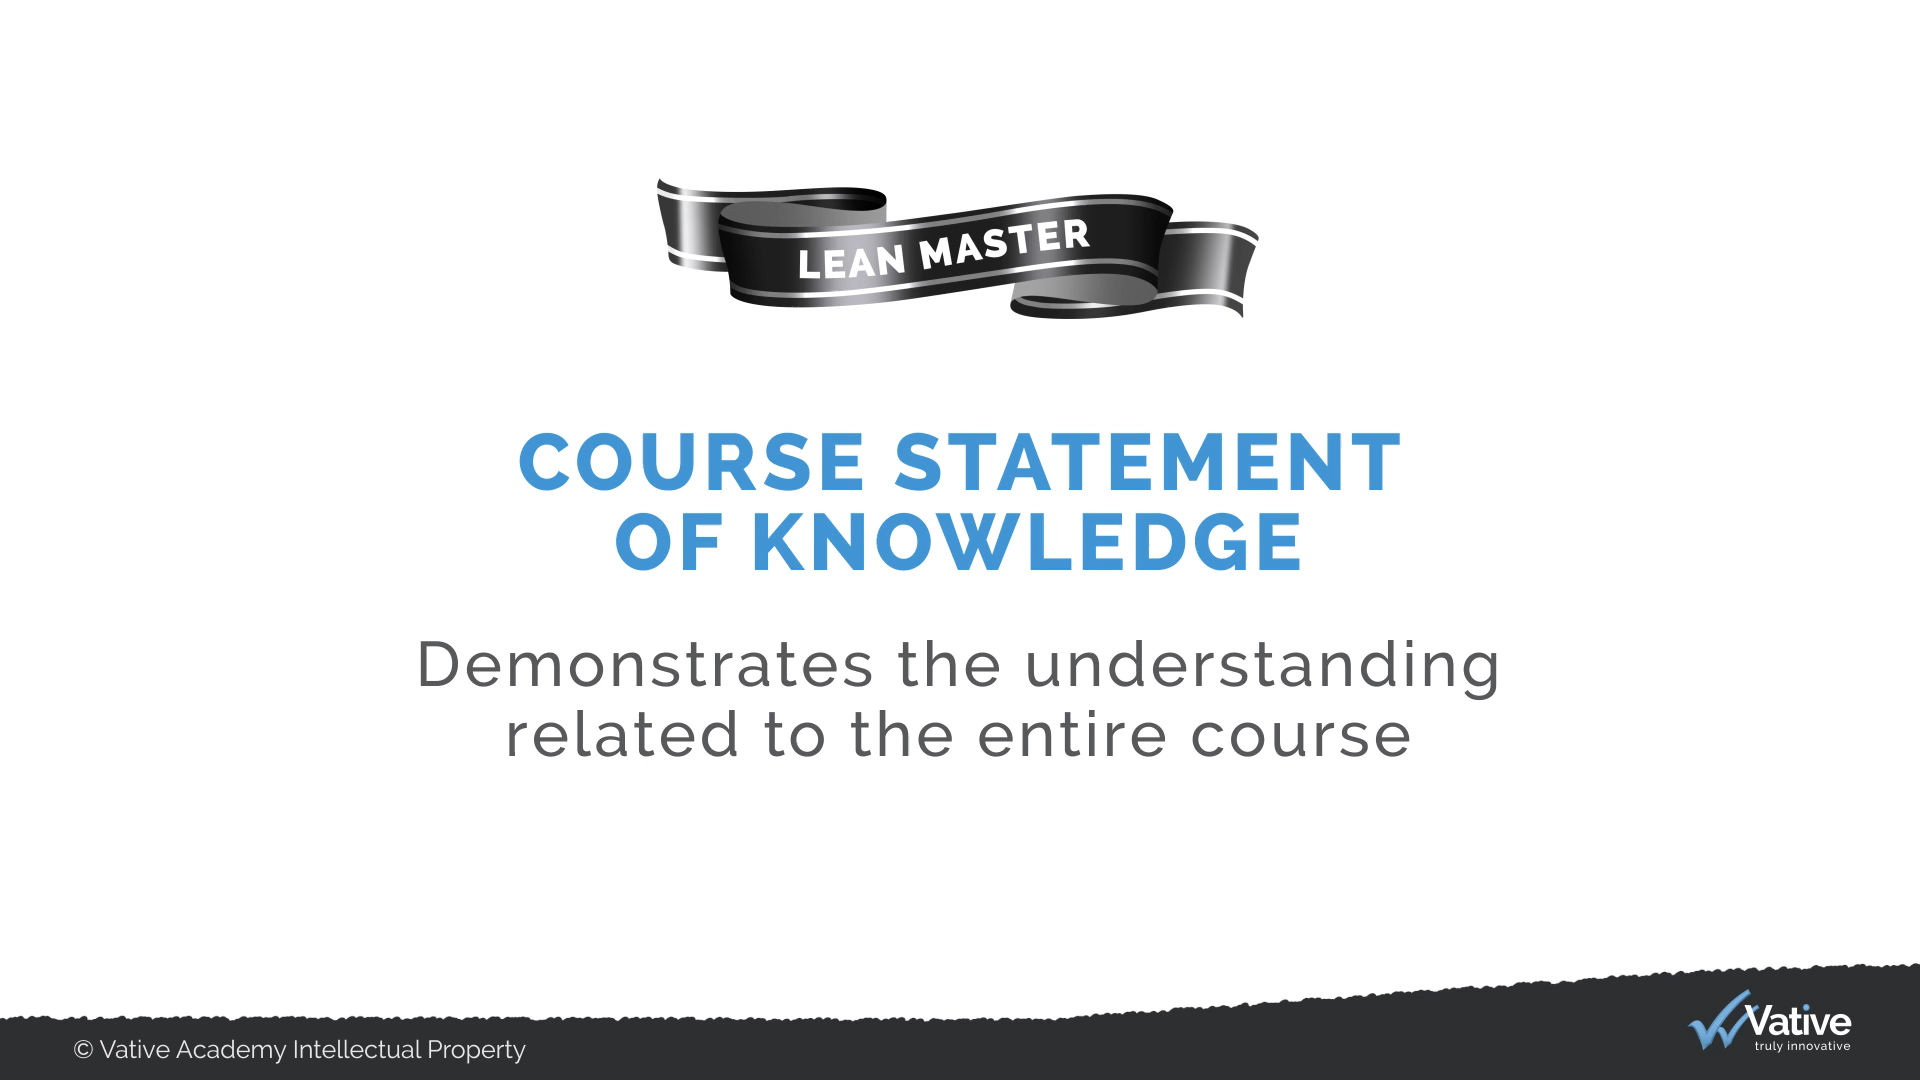 LEAN MASTER
COURSE STATEMENT
OF KNOWLEDGE
Demonstrates the understanding
related to the entire course
© Vative Academy Intellectual Property
Vative
truly innovative